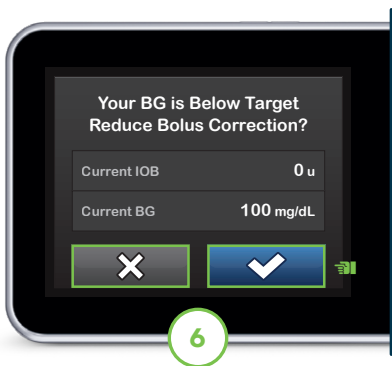 Your BG is Below Target
Reduce Bolus Correction?
Current IOB 0 u
Current BG 100 mg/dL
6